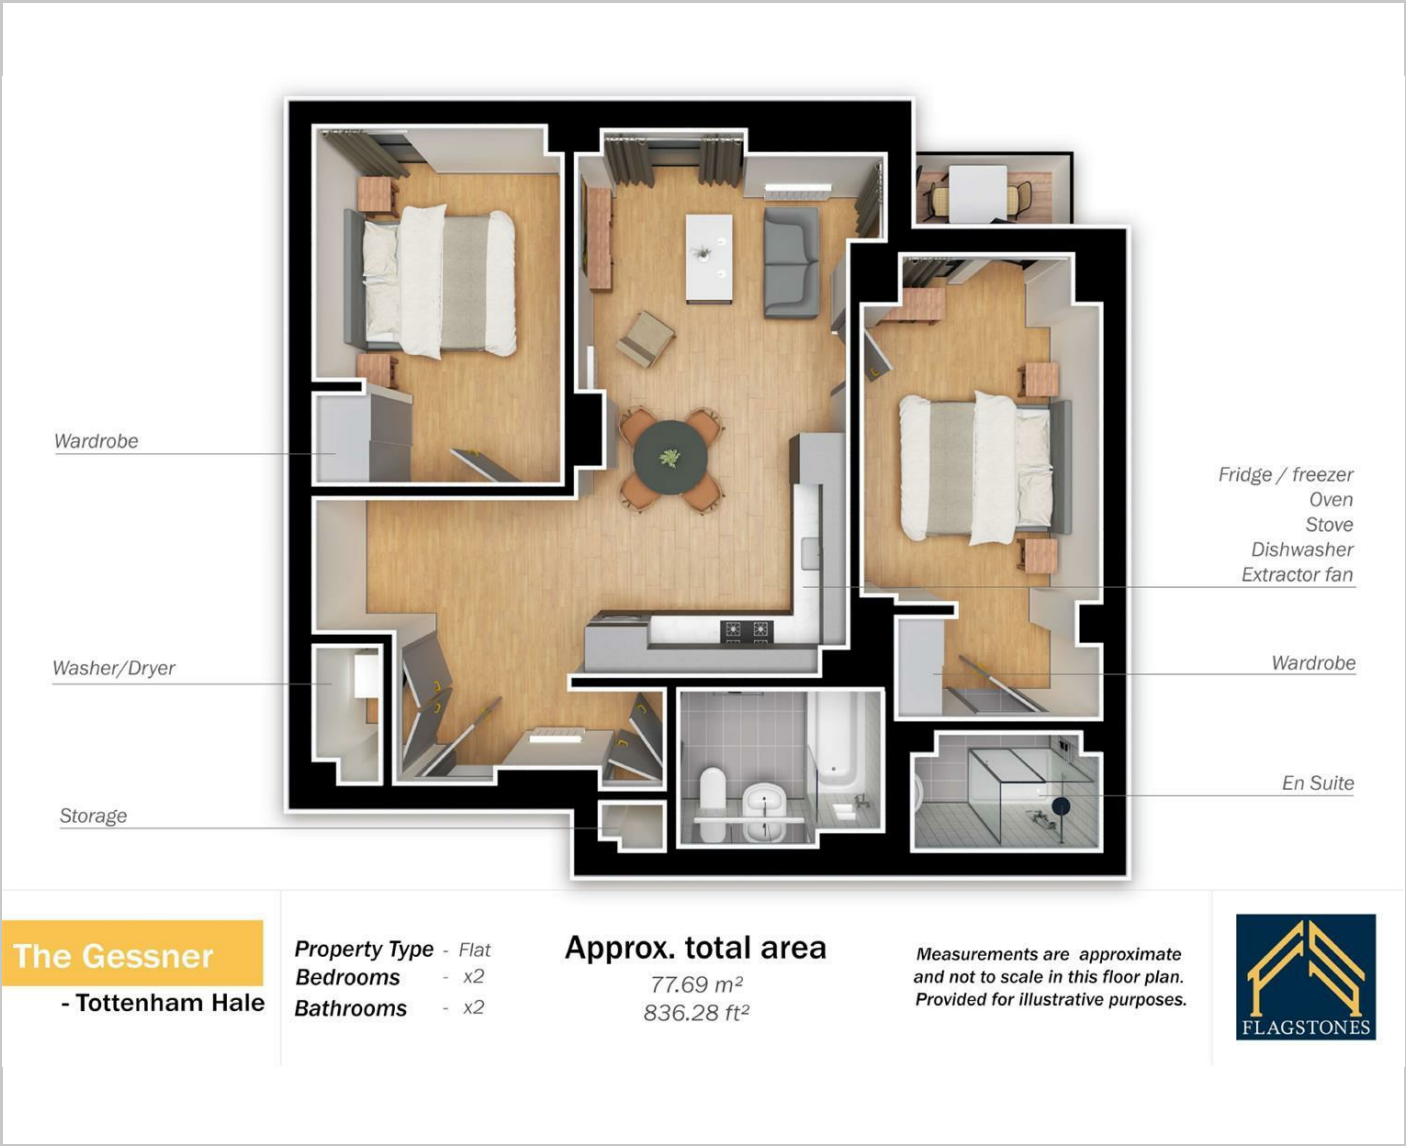 Wardrobe
Fridge / freezer
Oven
Stove
Dishwasher
Extractor fan
Washer/Dryer
Wardrobe
En Suite
Storage
The Gessner
- Tottenham Hale
Property Type - Flat
Bedrooms - x2
Bathrooms - x2
Approx. total area
77.69 m²
836.28 ft²
Measurements are approximate
and not to scale in this floor plan.
Provided for illustrative purposes.
FLAGSTONES